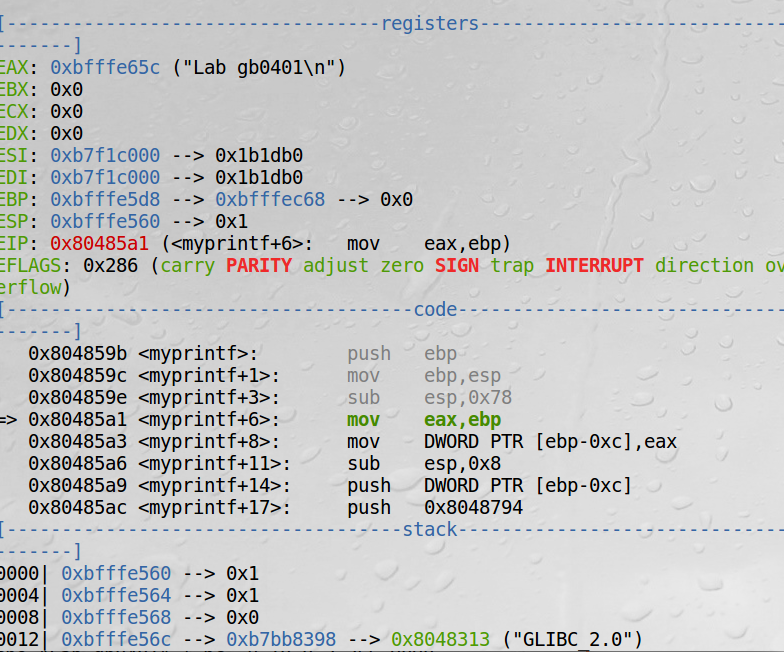 [----------------------------------registers-----------------------------
-------]
EAX: 0xbfffe65c ("Lab gb0401\n")
EBX: 0x0
ECX: 0x0
EDX: 0x0
ESI: 0xb7f1c000 --> 0x1b1db0
EDI: 0xb7f1c000 --> 0x1b1db0
EBP: 0xbfffe5d8 --> 0xbfffec68 --> 0x0
ESP: 0xbfffe560 --> 0x1
EIP: 0x80485a1 (<myprintf+6>: mov eax,ebp)
EFLAGS: 0x286 (carry PARITY adjust zero SIGN trap INTERRUPT direction ov
erflow)
[-------------------------------------code-------------------------------
-------]
0x804859b <myprintf>: push ebp
0x804859c <myprintf+1>: mov ebp,esp
0x804859e <myprintf+3>: sub esp,0x78
=> 0x80485a1 <myprintf+6>: mov eax,ebp
0x80485a3 <myprintf+8>: mov DWORD PTR [ebp-0xc],eax
0x80485a6 <myprintf+11>: sub esp,0x8
0x80485a9 <myprintf+14>: push DWORD PTR [ebp-0xc]
0x80485ac <myprintf+17>: push 0x8048794
[------------------------------------stack-------------------------------
-------]
0000| 0xbfffe560 --> 0x1
0004| 0xbfffe564 --> 0x1
0008| 0xbfffe568 --> 0x0
0012| 0xbfffe56c --> 0xb7bb8398 --> 0x8048313 ("GLIBC_2.0")